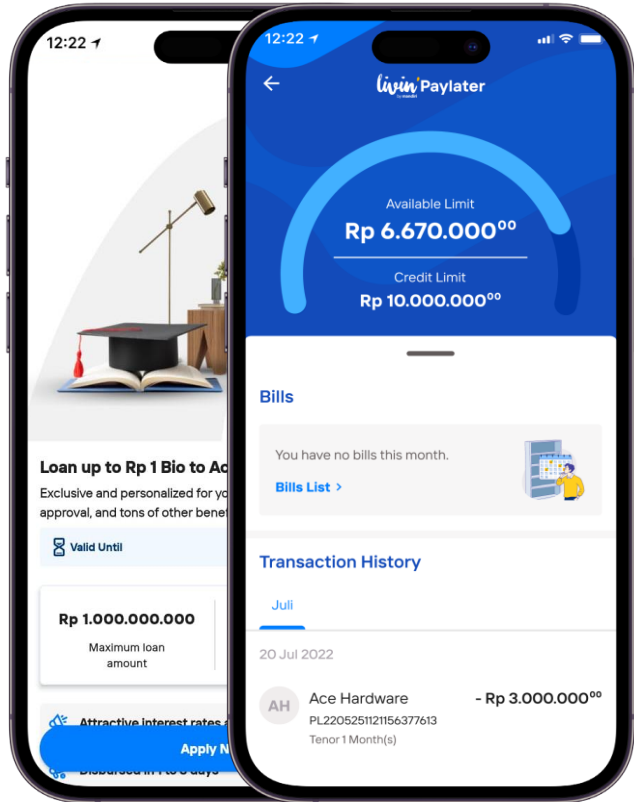 12:22
Loan up to Rp 1 Bio to
Exclusive and personalized for
approval, and tons of other
Valid Until
Rp 1.000.000.000
Maximum loan
amount
Attractive interest rates
Apply
Disbursed in 1 to 3 days
12:22
livin' Paylater
by mandiri
Available Limit
Rp 6.670.000⁰⁰
Credit Limit
Rp 10.000.000⁰⁰
Bills
You have no bills this month.
Bills List >
Transaction History
Juli
20 Jul 2022
AH
Ace Hardware
- Rp 3.000.000⁰⁰
PL2205251121156377613
Tenor 1 Month(s)